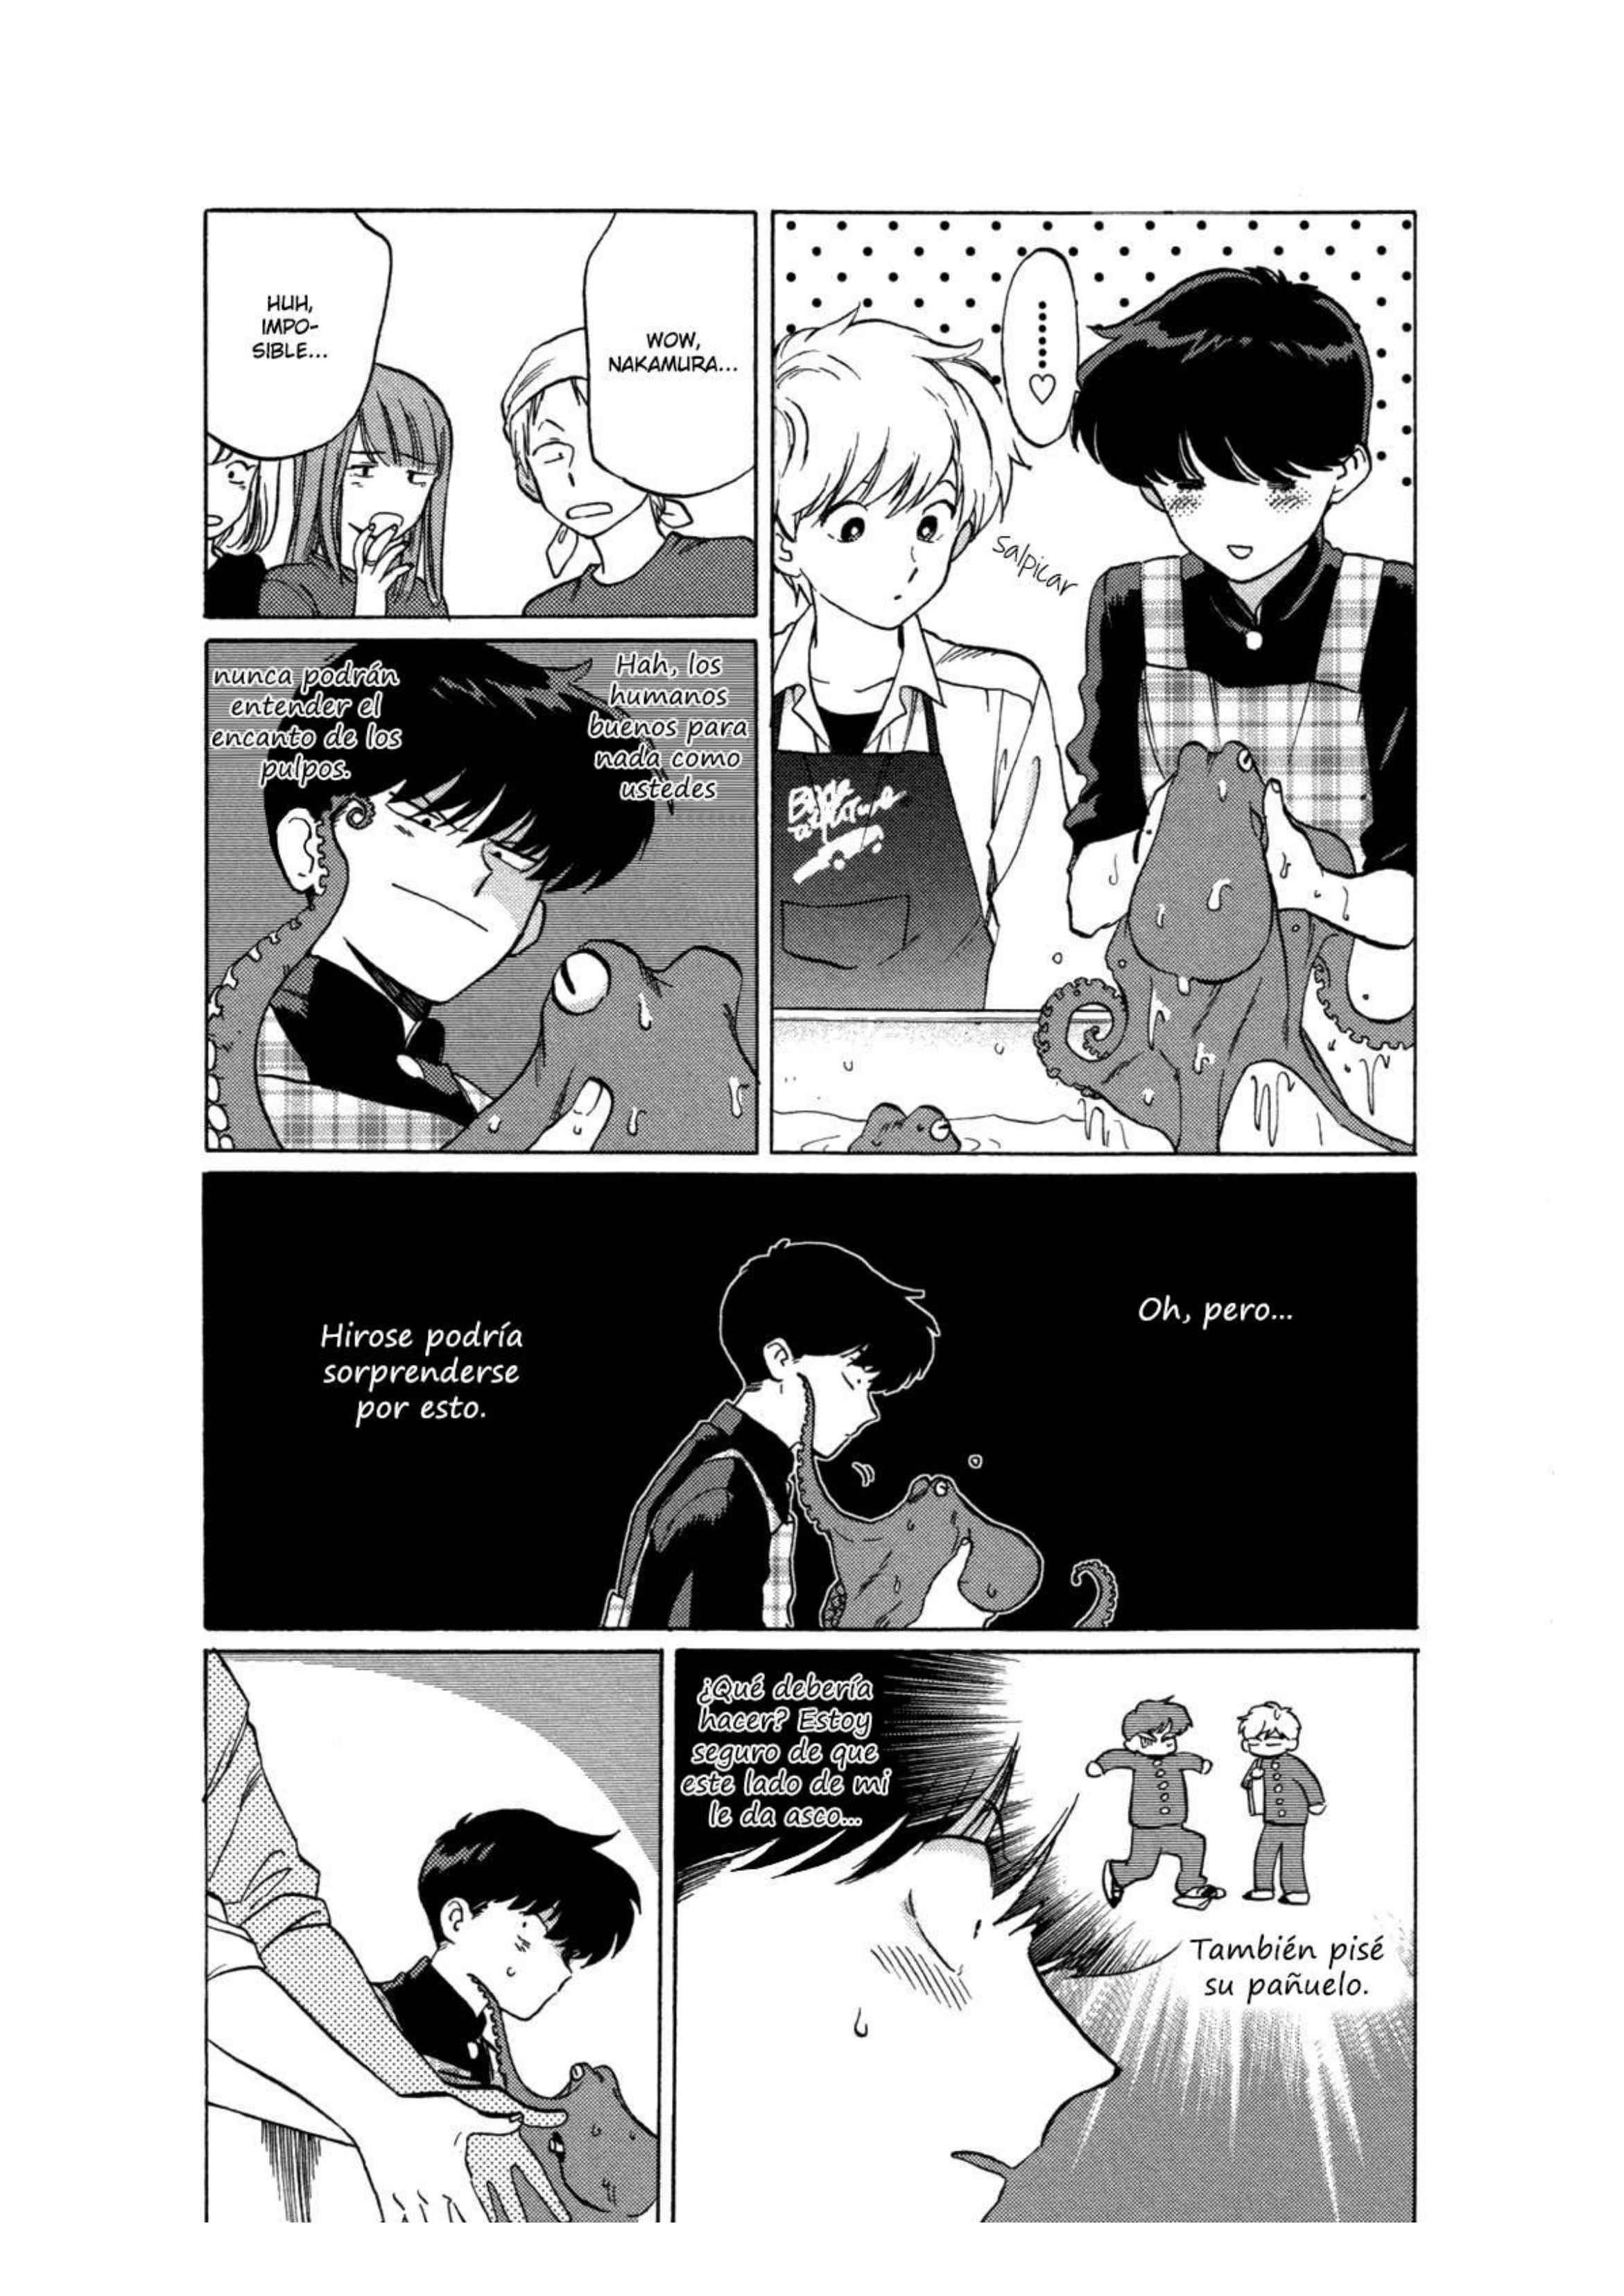 ......♡
Salpicar
WOW,
NAKAMURA...
HUH,
IMPO-
SIBLE...
Hah, los
humanos
buenos para
nada como
ustedes
nunca podrán
entender el
encanto de los
pulpos.
Oh, pero...
Hirose podría
sorprenderse
por esto.
También pisé
su pañuelo.
¿Qué debería
hacer? Estoy
seguro de que
este lado de mi
le da asco...